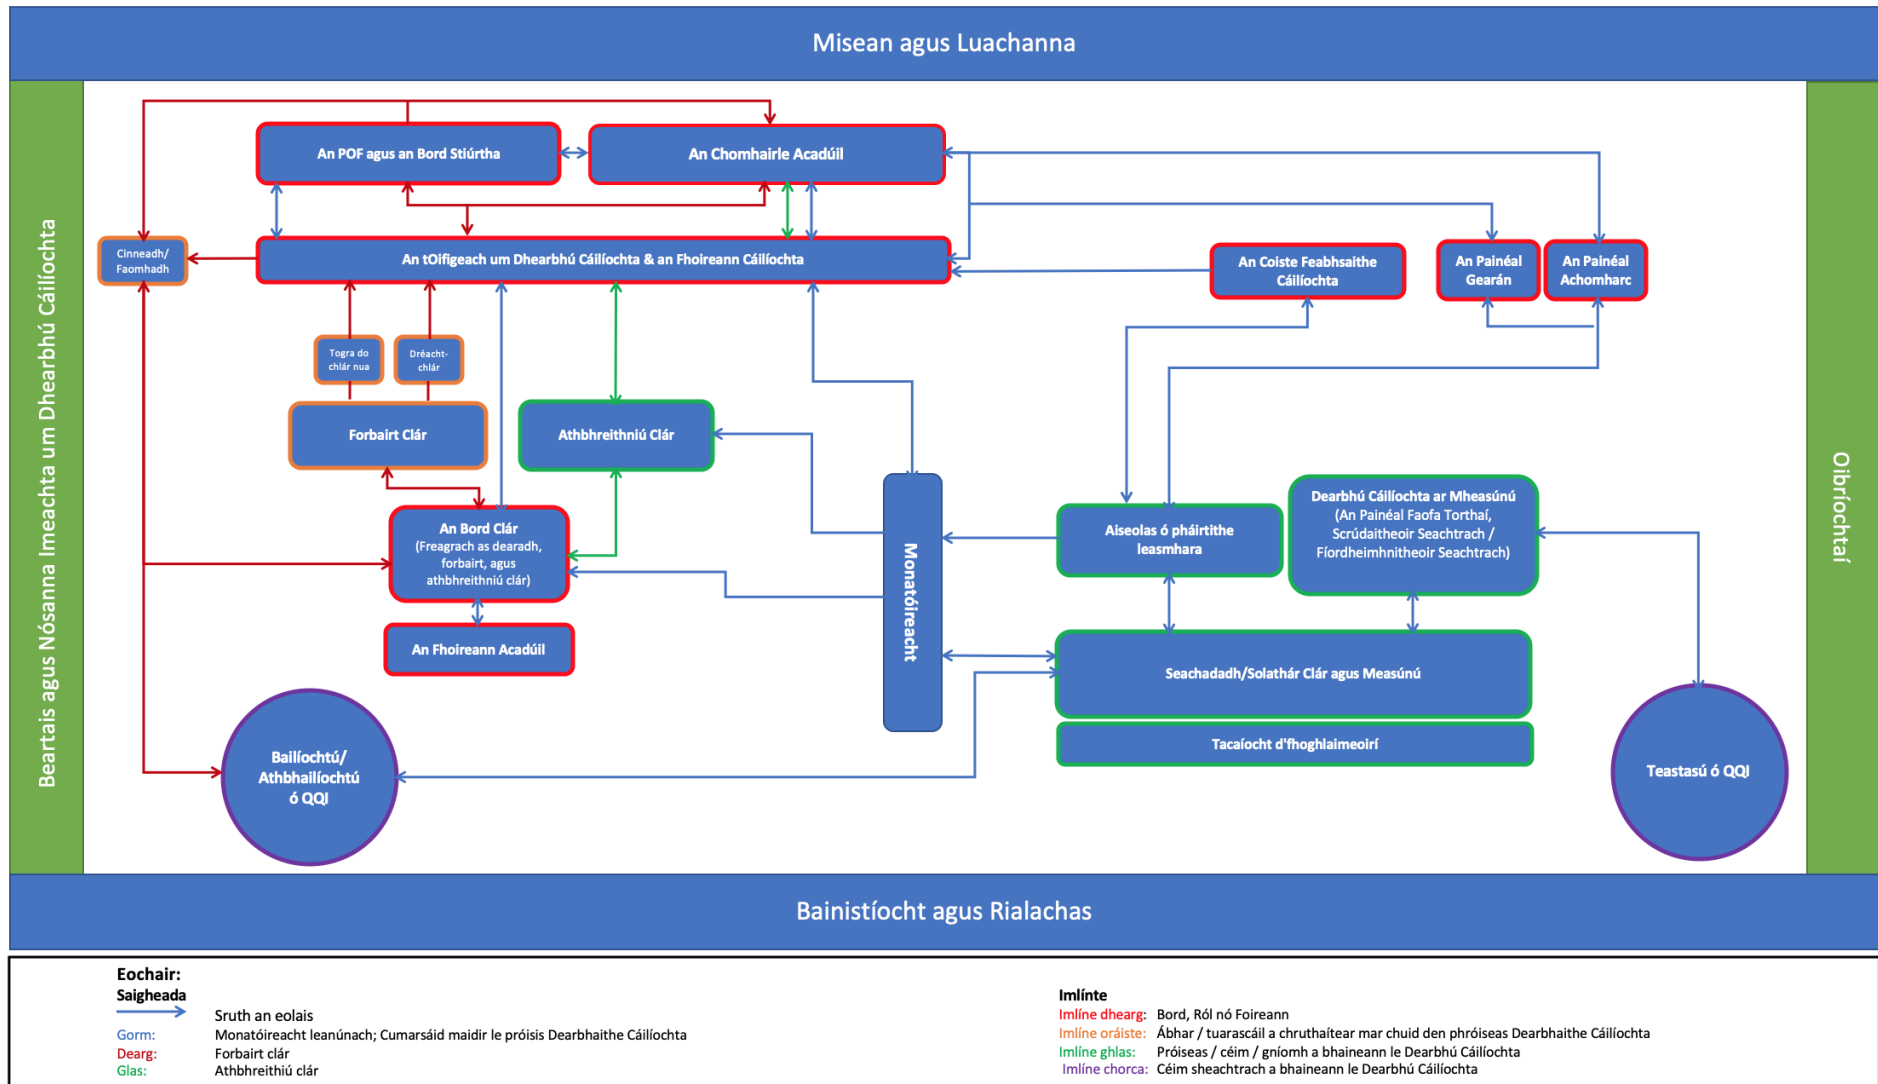 Misean agus Luachanna
Beartais agus Nósanna Imeachta um Dhearbhú Cáilíochta
Oibríochtaí
An POF agus an Bord Stiúrtha
An Chomhairle Acadúil
Cinneadh/
Faomhadh
An tOifigeach um Dhearbhú Cáilíochta & an Fhoireann Cáilíochta
An Coiste Feabhsaithe
Cáilíochta
An Painéal
Gearán
An Painéal
Achomharc
Togra do
chlár nua
Dréacht-
chlár
Forbairt Clár
Athbhreithniú Clár
An Bord Clár
(Freagrach as dearadh,
forbairt, agus
athbhreithniú clár)
An Fhoireann Acadúil
Monatóireacht
Aiseolas ó pháirtithe
leasmhara
Dearbhú Cáilíochta ar Mheasúnú
(An Painéal Faofa Torthaí,
Scrúdaitheoir Seachtrach /
Fíordheimhnitheoir Seachtrach)
Seachadadh/Soláthar Clár agus Measúnú
Tacaíocht d'fhoghlaimeoirí
Bailíochtú/
Athbhailíochtú
ó QQI
Teastasú ó QQI
Bainistíocht agus Rialachas
Eochair:
Saigheada
Sruth an eolais
Gorm: Monatóireacht leanúnach; Cumarsáid maidir le próisis Dearbhaithe Cáilíochta
Dearg: Forbairt clár
Glas: Athbhreithiú clár
Imlínte
Imlíne dhearg: Bord, Ról nó Foireann
Imlíne oráiste: Ábhar / tuarascáil a chruthaítear mar chuid den phróiseas Dearbhaithe Cáilíochta
Imlíne ghlas: Próiseas / céim / gníomh a bhaineann le Dearbhú Cáilíochta
Imlíne chorca: Céim sheachtrach a bhaineann le Dearbhú Cáilíochta